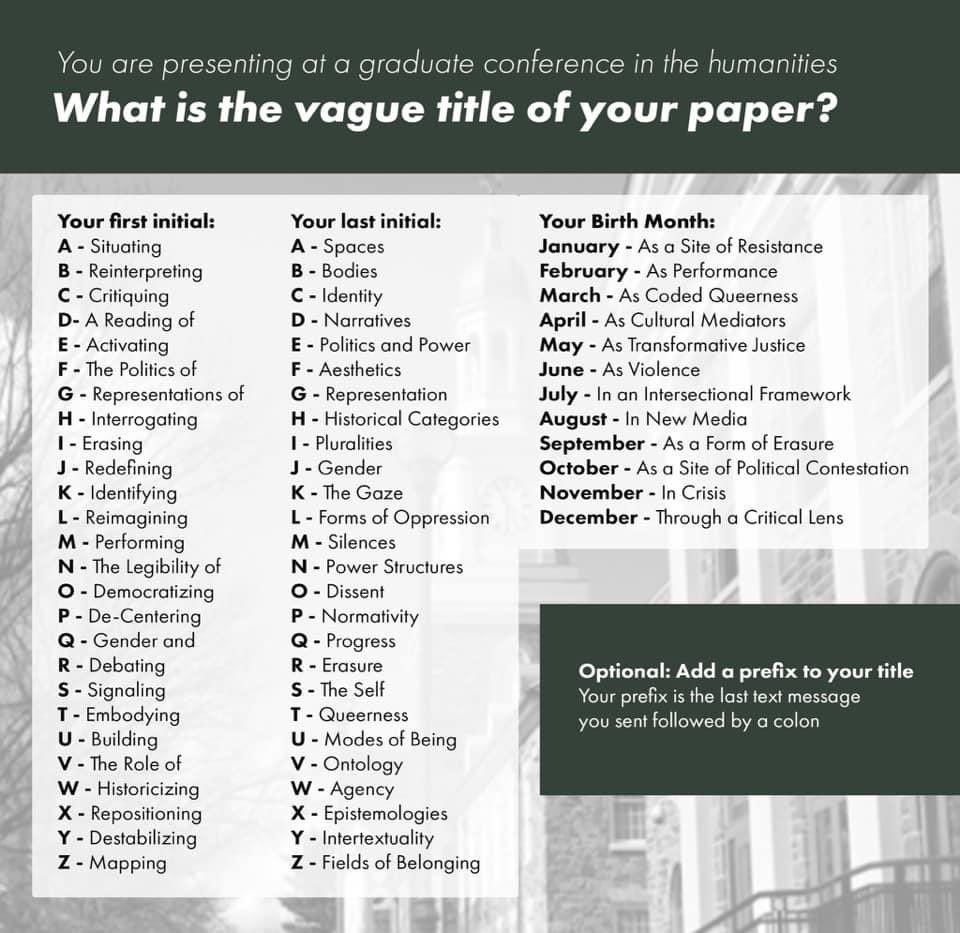 You are presenting at a graduate conference in the humanities
What is the vague title of your paper?
Your first initial:
A - Situating
B - Reinterpreting
C - Critiquing
D- A Reading of
E - Activating
F - The Politics of
G - Representations of
H - Interrogating
I - Erasing
J - Redefining
K - Identifying
L - Reimagining
M - Performing
N - The Legibility of
O - Democratizing
P - De-Centering
Q - Gender and
R - Debating
S - Signaling
T - Embodying
U - Building
V - The Role of
W - Historicizing
X - Repositioning
Y - Destabilizing
Z - Mapping
Your last initial:
A - Spaces
B - Bodies
C - Identity
D - Narratives
E - Politics and Power
F - Aesthetics
G - Representation
H - Historical Categories
I - Pluralities
J - Gender
K - The Gaze
L - Forms of Oppression
M - Silences
N - Power Structures
O - Dissent
P - Normativity
Q - Progress
R - Erasure
S - The Self
T - Queerness
U - Modes of Being
V - Ontology
W - Agency
X - Epistemologies
Y - Intertextuality
Z - Fields of Belonging
Your Birth Month:
January - As a Site of Resistance
February - As Performance
March - As Coded Queerness
April - As Cultural Mediators
May - As Transformative Justice
June - As Violence
July - In an Intersectional Framework
August - In New Media
September - As a Form of Erasure
October - As a Site of Political Contestation
November - In Crisis
December - Through a Critical Lens
Optional: Add a prefix to your title
Your prefix is the last text message
you sent followed by a colon